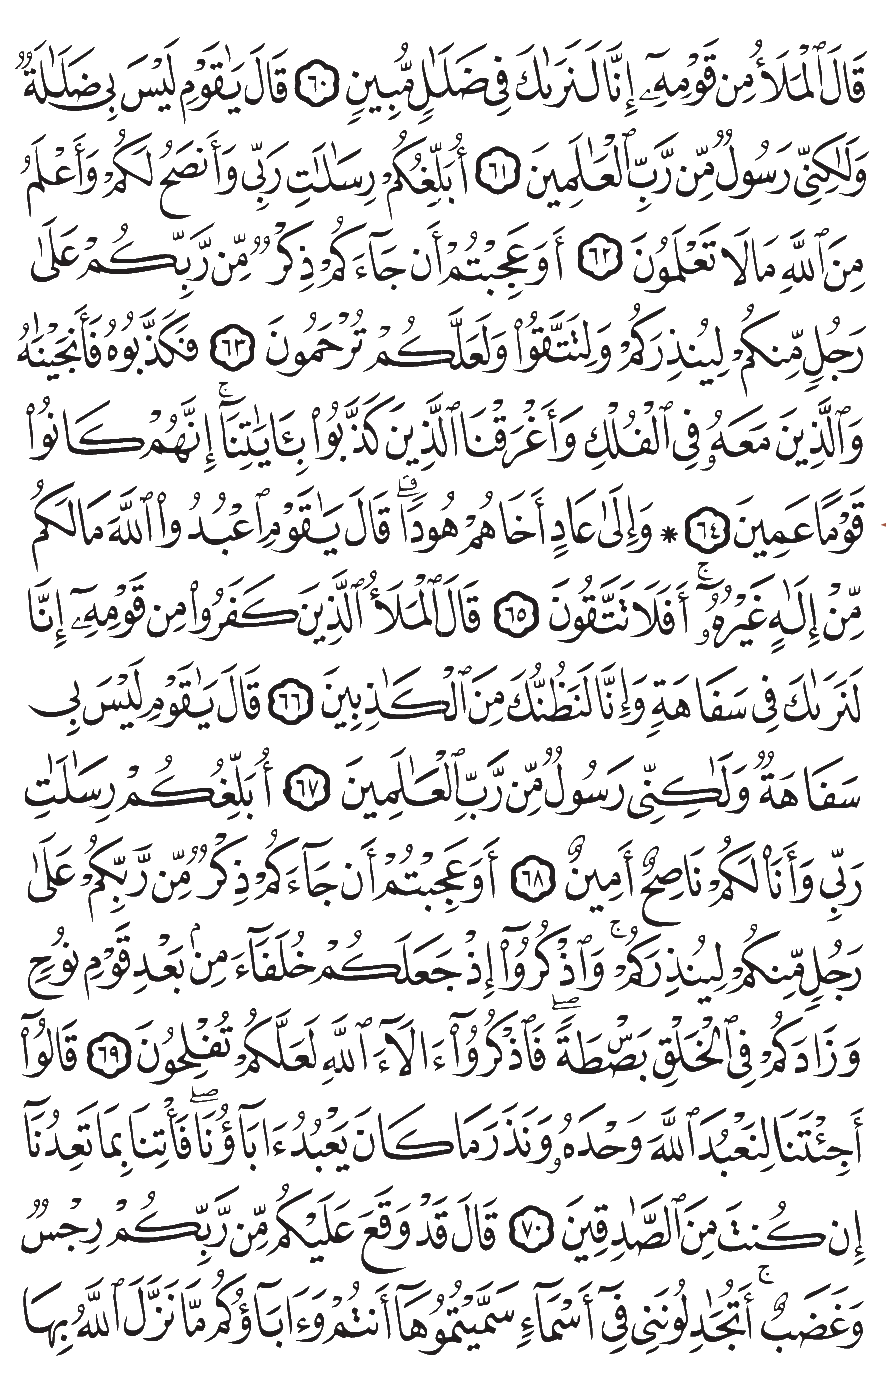 قَالَ ٱلْمَلَأُ مِن قَوْمِهِۦٓ إِنَّا لَنَرَىٰكَ فِى ضَلَٰلٍ مُّبِينٍ ٦٠ قَالَ يَٰقَوْمِ لَيْسَ بِى ضَلَٰلَةٌ
وَلَٰكِنِّى رَسُولٌ مِّن رَّبِّ ٱلْعَٰلَمِينَ ٦١ أُبَلِّغُكُمْ رِسَٰلَٰتِ رَبِّى وَأَنصَحُ لَكُمْ وَأَعْلَمُ
مِنَ ٱللَّهِ مَا لَا تَعْلَمُونَ ٦٢ أَوَعَجِبْتُمْ أَن جَآءَكُمْ ذِكْرٌ مِّن رَّبِّكُمْ عَلَىٰ
رَجُلٍ مِّنكُمْ لِيُنذِرَكُمْ وَلِتَتَّقُوا۟ وَلَعَلَّكُمْ تُرْحَمُونَ ٦٣ فَكَذَّبُوهُ فَأَنجَيْنَٰهُ
وَٱلَّذِينَ مَعَهُۥ فِى ٱلْفُلْكِ وَأَغْرَقْنَا ٱلَّذِينَ كَذَّبُوا۟ بِـَٔايَٰتِنَآ ۚ إِنَّهُمْ كَانُوا۟
قَوْمًا عَمِينَ ٦٤ * وَإِلَىٰ عَادٍ أَخَاهُمْ هُودًا ۗ قَالَ يَٰقَوْمِ ٱعْبُدُوا۟ ٱللَّهَ مَا لَكُم
مِّنْ إِلَٰهٍ غَيْرُهُۥٓ ۚ أَفَلَا تَتَّقُونَ ٦٥ قَالَ ٱلْمَلَأُ ٱلَّذِينَ كَفَرُوا۟ مِن قَوْمِهِۦٓ إِنَّا
لَنَرَىٰكَ فِى سَفَاهَةٍ وَإِنَّا لَنَظُنُّكَ مِنَ ٱلْكَٰذِبِينَ ٦٦ قَالَ يَٰقَوْمِ لَيْسَ بِى
سَفَاهَةٌ وَلَٰكِنِّى رَسُولٌ مِّن رَّبِّ ٱلْعَٰلَمِينَ ٦٧ أُبَلِّغُكُمْ رِسَٰلَٰتِ
رَبِّى وَأَنَا۠ لَكُمْ نَاصِحٌ أَمِينٌ ٦٨ أَوَعَجِبْتُمْ أَن جَآءَكُمْ ذِكْرٌ مِّن رَّبِّكُمْ عَلَىٰ
رَجُلٍ مِّنكُمْ لِيُنذِرَكُمْ ۚ وَٱذْكُرُوٓا۟ إِذْ جَعَلَكُمْ خُلَفَآءَ مِنۢ بَعْدِ قَوْمِ نُوحٍ
وَزَادَكُمْ فِى ٱلْخَلْقِ بَصْۜطَةً ۖ فَٱذْكُرُوٓا۟ ءَالَآءَ ٱللَّهِ لَعَلَّكُمْ تُفْلِحُونَ ٦٩ قَالُوٓا۟
أَجِئْتَنَا لِنَعْبُدَ ٱللَّهَ وَحْدَهُۥ وَنَذَرَ مَا كَانَ يَعْبُدُ ءَابَآؤُنَا ۖ فَأْتِنَا بِمَا تَعِدُنَآ
إِن كُنتَ مِنَ ٱلصَّٰدِقِينَ ٧٠ قَالَ قَدْ وَقَعَ عَلَيْكُم مِّن رَّبِّكُمْ رِجْسٌ
وَغَضَبٌ ۖ أَتُجَٰدِلُونَنِى فِىٓ أَسْمَآءٍ سَمَّيْتُمُوهَآ أَنتُمْ وَءَابَآؤُكُم مَّا نَزَّلَ ٱللَّهُ بِهَا